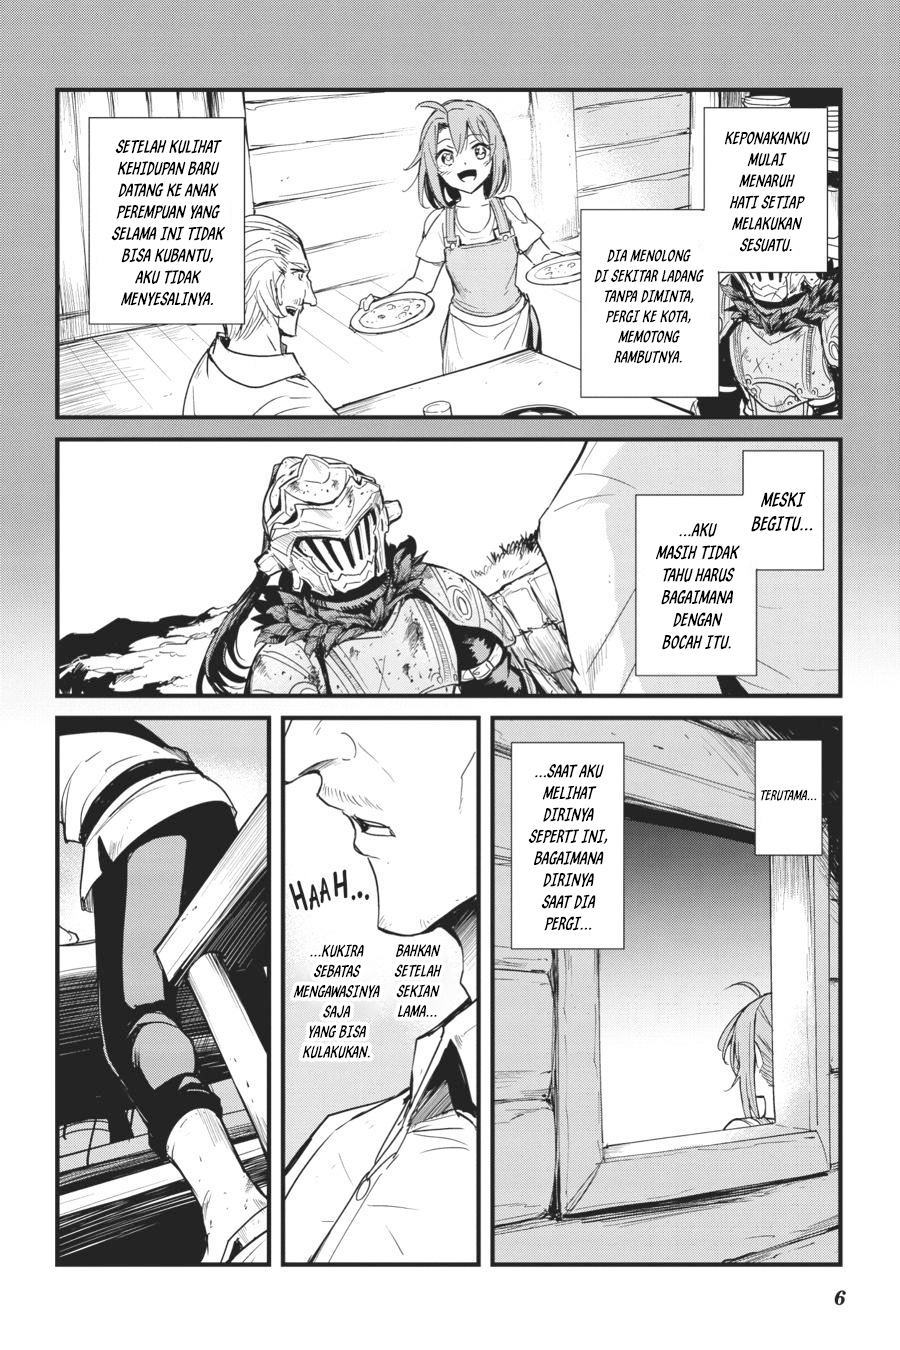 KEPONAKANKU
MULAI
MENARUH
HATI SETIAP
MELAKUKAN
SESUATU.
DIA MENOLONG
DI SEKITAR LADANG
TANPA DIMINTA,
PERGI KE KOTA,
MEMOTONG
RAMBUTNYA.
SETELAH KULIHAT
KEHIDUPAN BARU
DATANG KE ANAK
PEREMPUAN YANG
SELAMA INI TIDAK
BISA KUBANTU,
AKU TIDAK
MENYESALINYA.
MESKI
BEGITU...
...AKU
MASIH TIDAK
TAHU HARUS
BAGAIMANA
DENGAN
BOCAH ITU.
TERUTAMA...
...SAAT AKU
MELIHAT
DIRINYA
SEPERTI INI,
BAGAIMANA
DIRINYA
SAAT DIA
PERGI...
HAAH...
BAHKAN
SETELAH
SEKIAN
LAMA...
...KUKIRA
SEBATAS
MENGAWASINYA
SAJA
YANG BISA
KULAKUKAN.
6